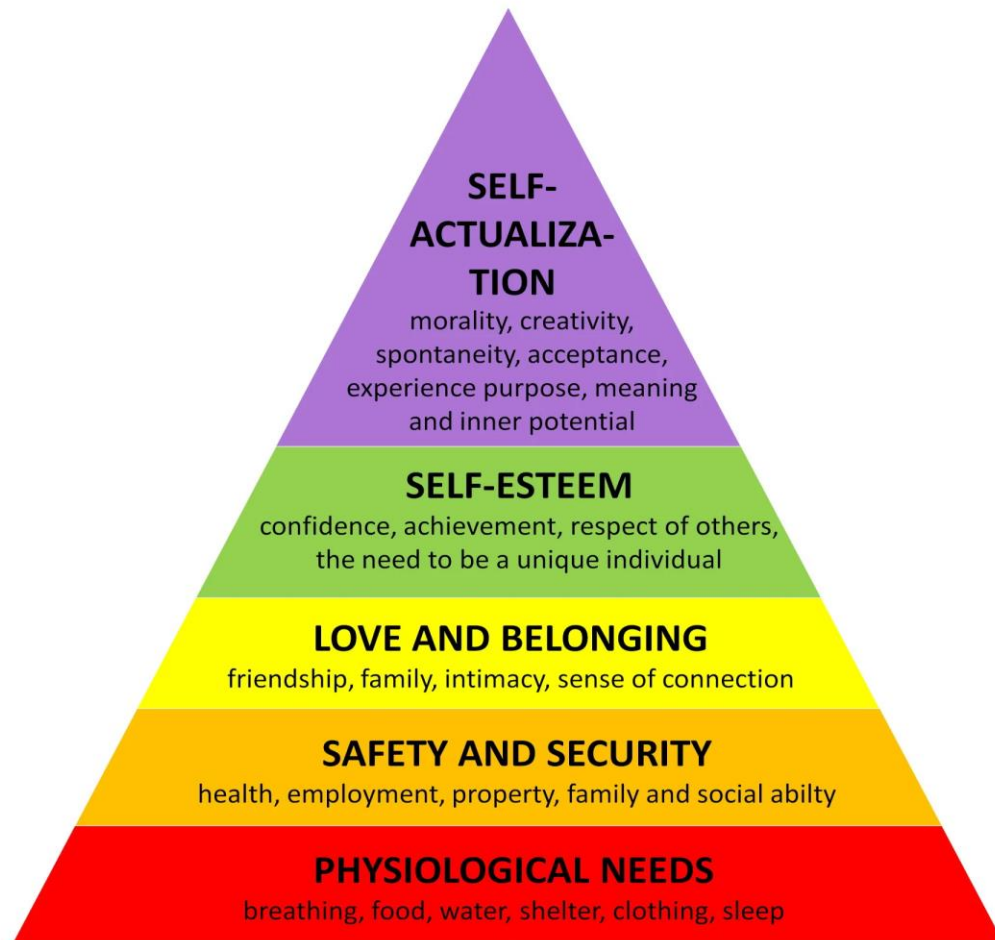 SELF-
ACTUALIZA-
TION
morality, creativity,
spontaneity, acceptance,
experience purpose, meaning
and inner potential
SELF-ESTEEM
confidence, achievement, respect of others,
the need to be a unique individual
LOVE AND BELONGING
friendship, family, intimacy, sense of connection
SAFETY AND SECURITY
health, employment, property, family and social abilty
PHYSIOLOGICAL NEEDS
breathing, food, water, shelter, clothing, sleep